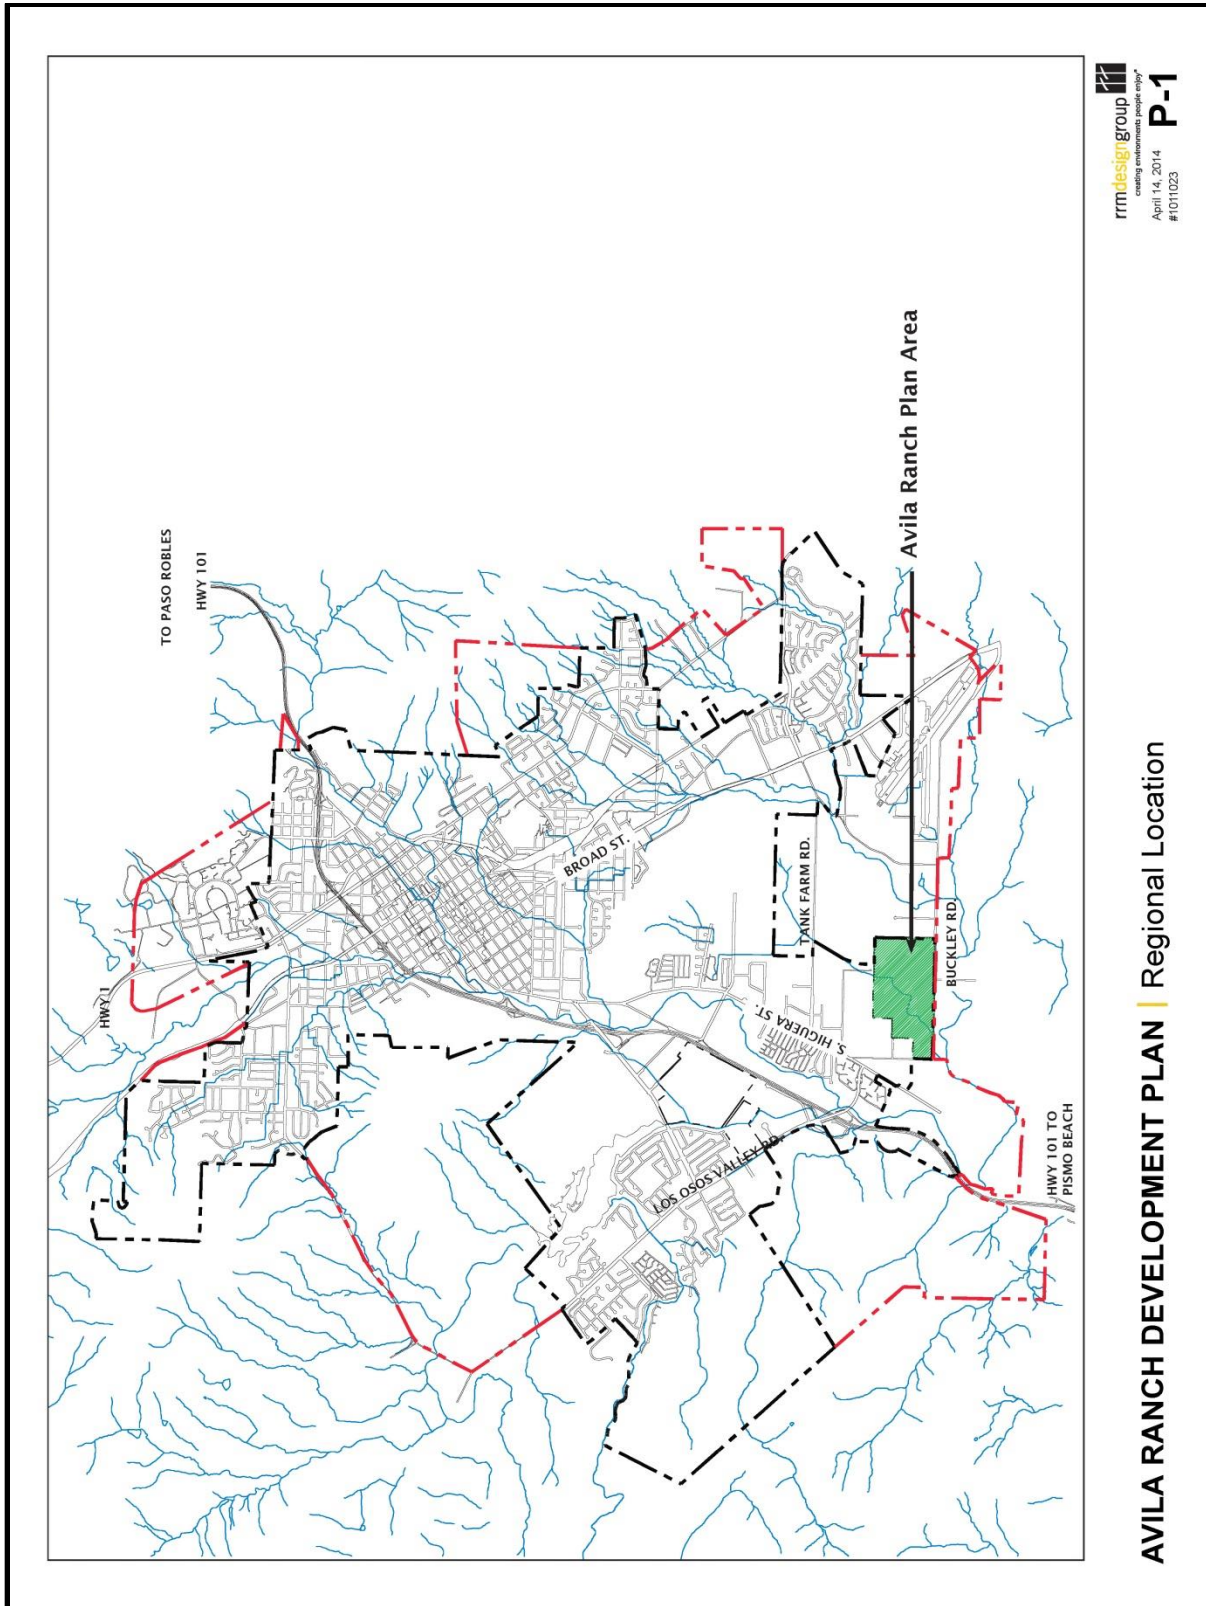 TO PASO ROBLES
HWY 101
HWY 1
BROAD ST.
TANK FARM RD.
Avila Ranch Plan Area
BUCKLEY RD.
S. HIGUERA ST.
LOS OSOS VALLEY RD.
HWY 101 TO
PISMO BEACH
AVILA RANCH DEVELOPMENT PLAN | Regional Location
rrmdesigngroup
creating environments people enjoy®
April 14, 2014
#1011023
P-1